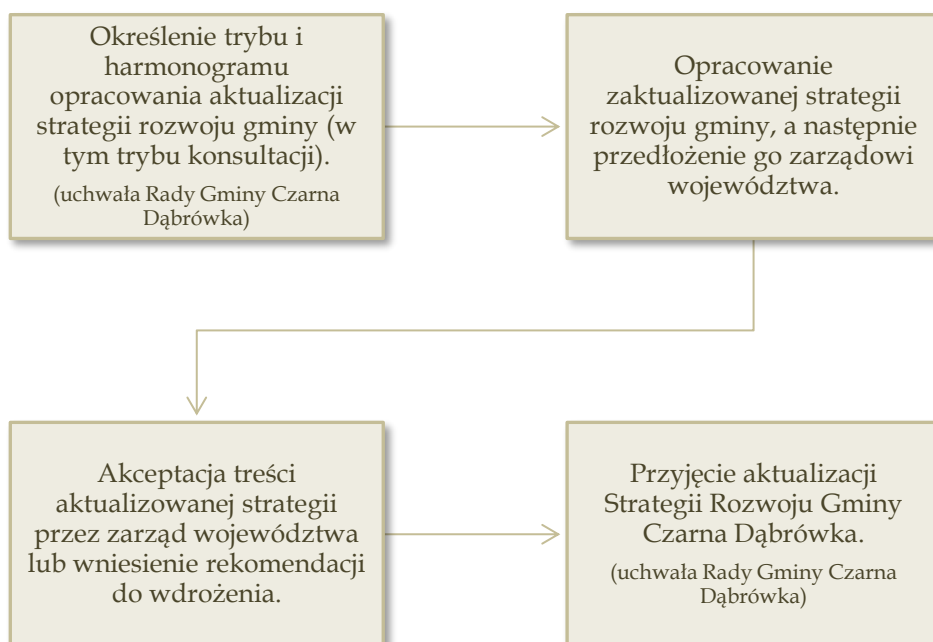 Określenie trybu i
harmonogramu
opracowania aktualizacji
strategii rozwoju gminy (w
tym trybu konsultacji).
(uchwała Rady Gminy Czarna
Dąbrówka)
Opracowanie
zaktualizowanej strategii
rozwoju gminy, a następnie
przedłożenie go zarządowi
województwa.
Akceptacja treści
aktualizowanej strategii
przez zarząd województwa
lub wniesienie rekomendacji
do wdrożenia.
Przyjęcie aktualizacji
Strategii Rozwoju Gminy
Czarna Dąbrówka.
(uchwała Rady Gminy Czarna
Dąbrówka)